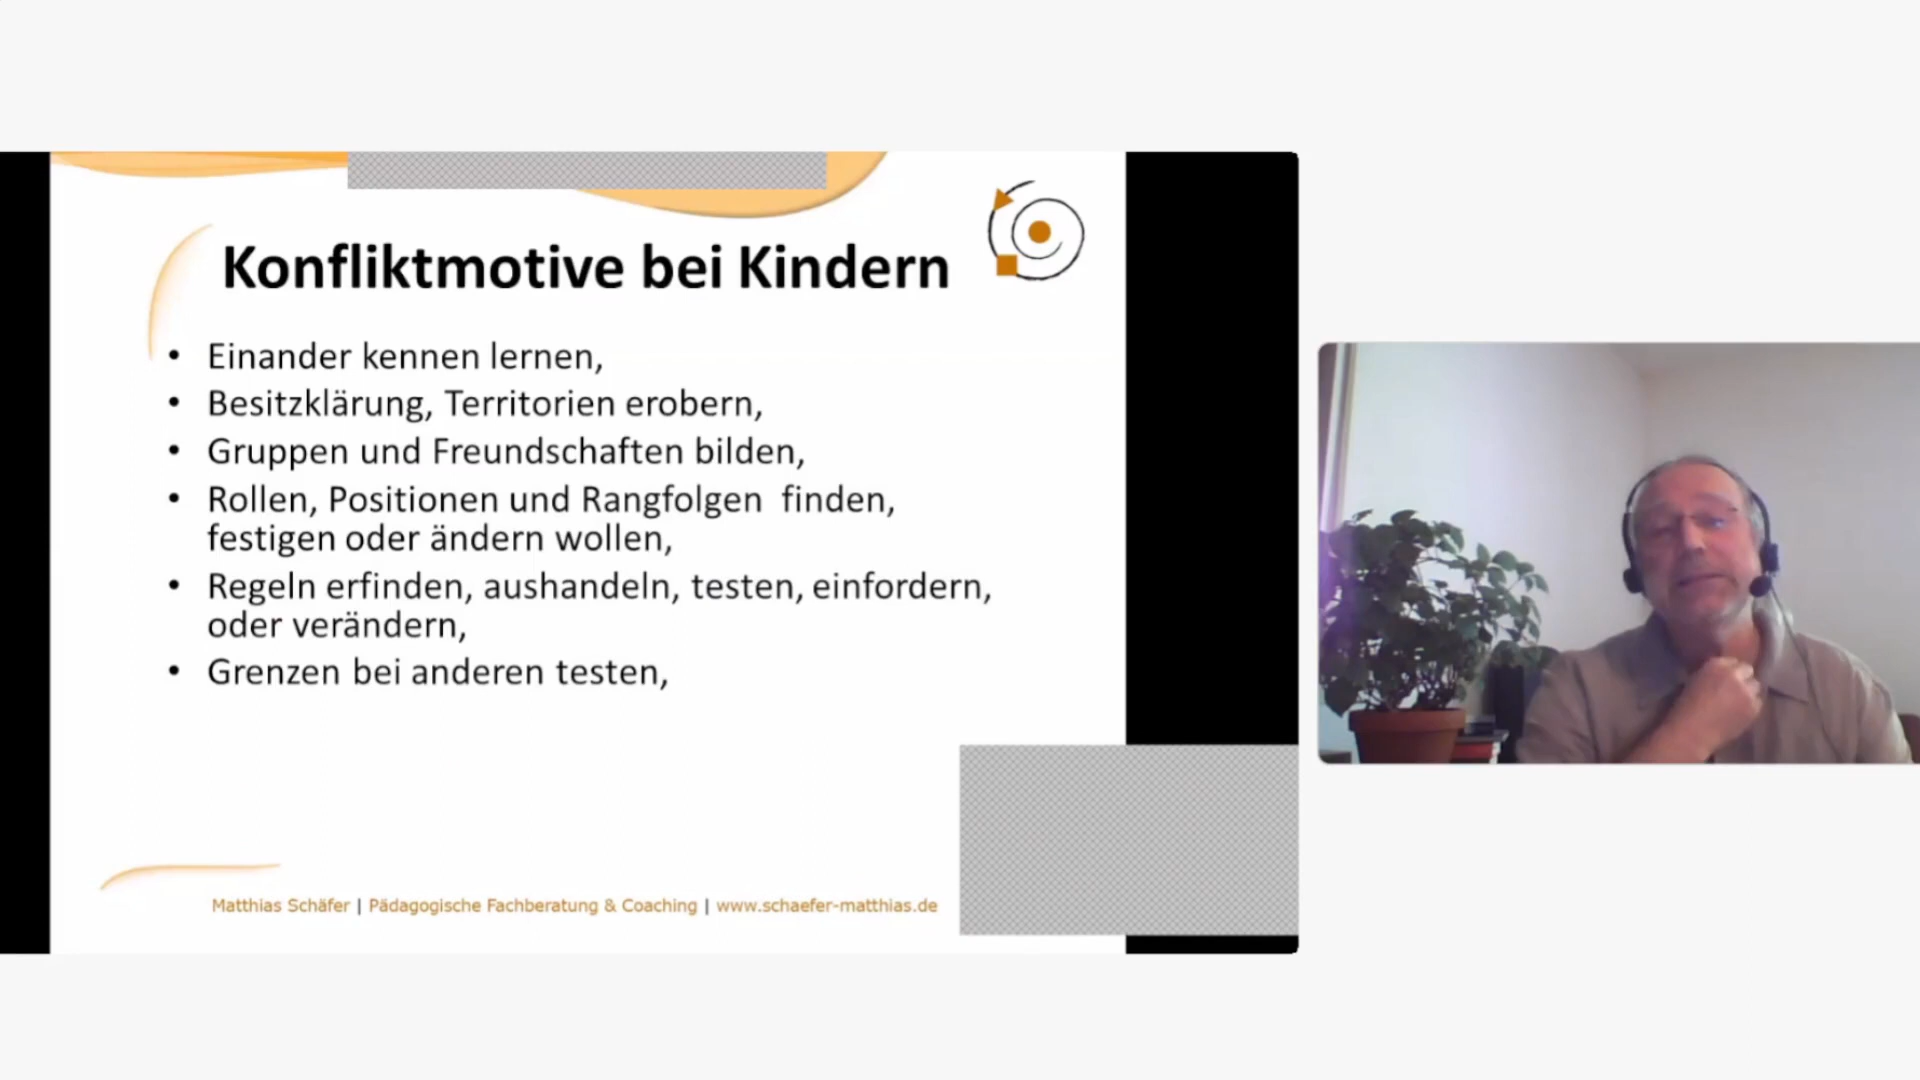 Konfliktmotive bei Kindern
• Einander kennen lernen,
• Besitzklärung, Territorien erobern,
• Gruppen und Freundschaften bilden,
• Rollen, Positionen und Rangfolgen  finden,
festigen oder ändern wollen,
• Regeln erfinden, aushandeln, testen, einfordern,
oder verändern,
• Grenzen bei anderen testen,
Matthias Schäfer | Pädagogische Fachberatung & Coaching | www.schaefer-matthias.de